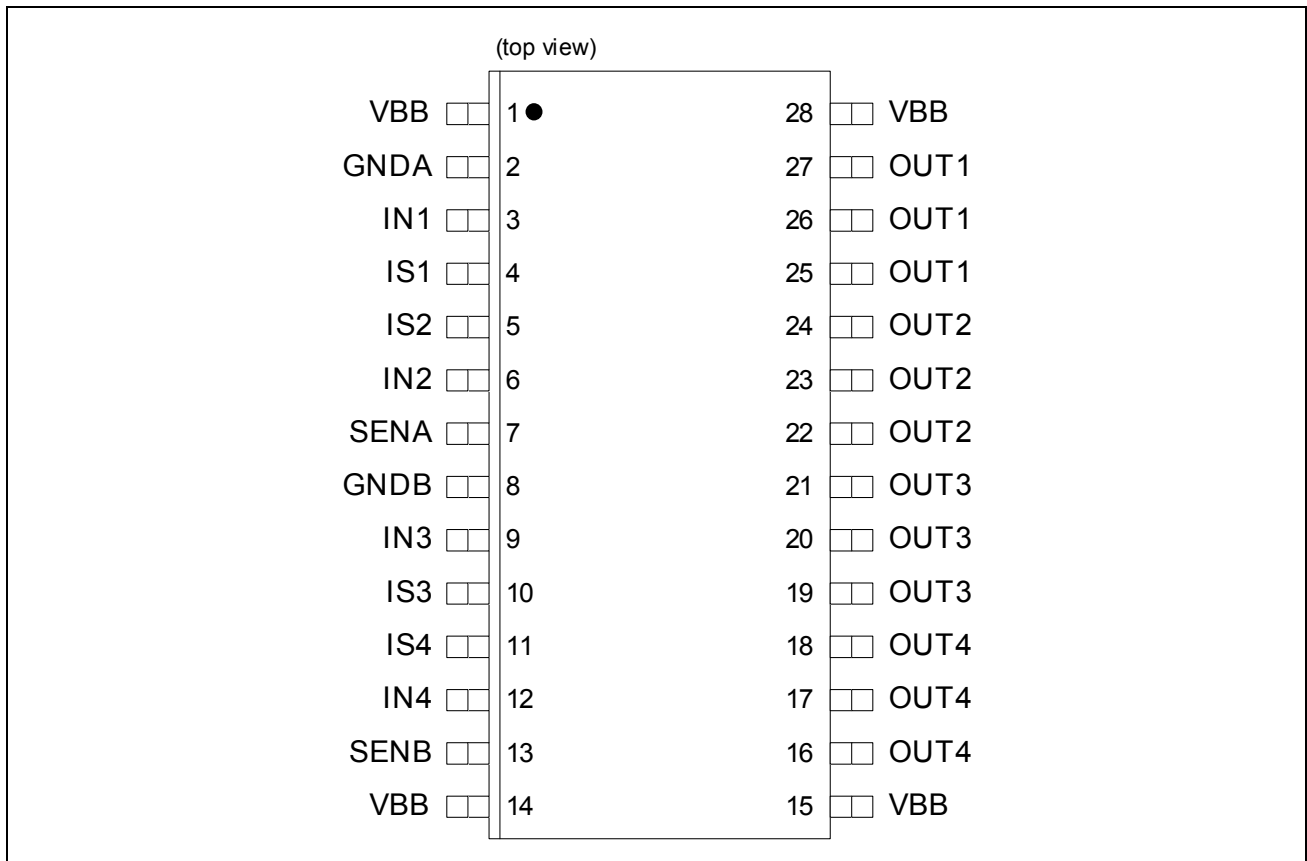 (top view)
VBB 1 28 VBB
GNDA 2 27 OUT1
IN1 3 26 OUT1
IS1 4 25 OUT1
IS2 5 24 OUT2
IN2 6 23 OUT2
SENA 7 22 OUT2
GNDB 8 21 OUT3
IN3 9 20 OUT3
IS3 10 19 OUT3
IS4 11 18 OUT4
IN4 12 17 OUT4
SENB 13 16 OUT4
VBB 14 15 VBB